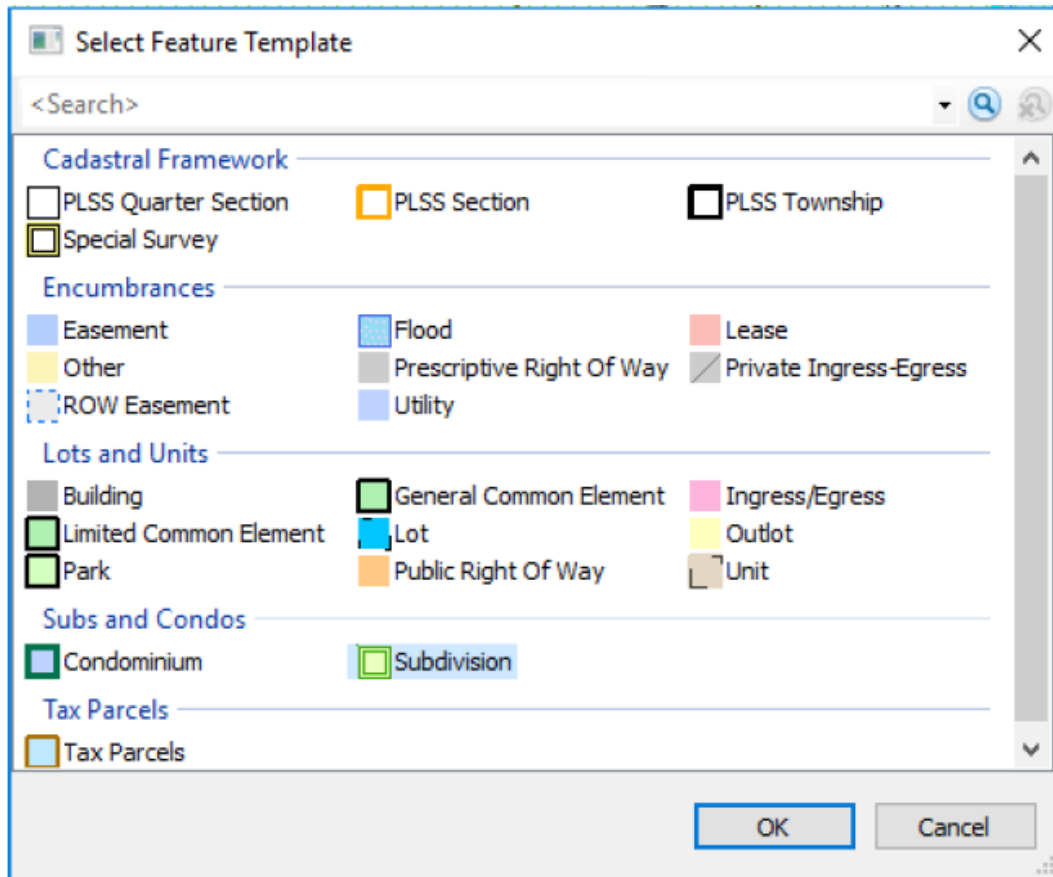 Select Feature Template
<Search>
Cadastral Framework
PLSS Quarter Section PLSS Section PLSS Township
Special Survey
Encumbrances
Easement Flood Lease
Other Prescriptive Right Of Way Private Ingress-Egress
ROW Easement Utility
Lots and Units
Building General Common Element Ingress/Egress
Limited Common Element Lot Outlot
Park Public Right Of Way Unit
Subs and Condos
Condominium Subdivision
Tax Parcels
Tax Parcels
OK Cancel